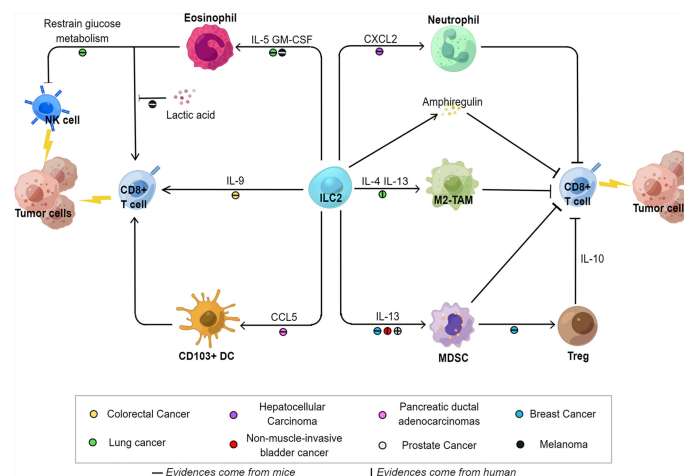 Restrain glucose
metabolism
Eosinophil
IL-5 GM-CSF
CXCL2
Neutrophil
NK cell
Lactic acid
Amphiregulin
Tumor cells
CD8+
T cell
IL-9
ILC2
IL-4 IL-13
M2-TAM
CD8+
T cell
Tumor cells
IL-10
CCL5
CD103+ DC
IL-13
MDSC
Treg
Colorectal Cancer
Hepatocellular
Carcinoma
Pancreatic ductal
adenocarcinomas
Breast Cancer
Lung cancer
Non-muscle-invasive
bladder cancer
Prostate Cancer
Melanoma
Evidences come from mice
Evidences come from human